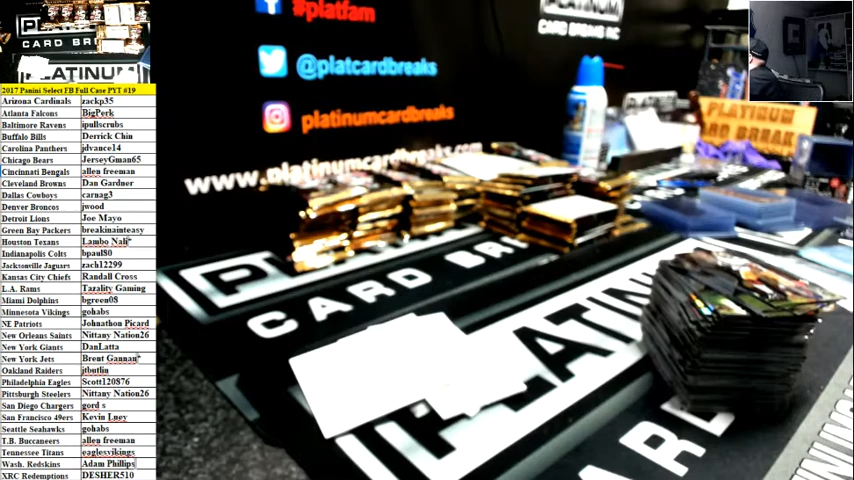 2017 Panini Select FB Full Case PYT #19
Arizona Cardinals zackp35
Atlanta Falcons BigPerk
Baltimore Ravens ipullscrubs
Buffalo Bills Derrick Chin
Carolina Panthers jdvance14
Chicago Bears JerseyGman65
Cincinnati Bengals allen freeman
Cleveland Browns Dan Gardner
Dallas Cowboys carnag3
Denver Broncos jwood
Detroit Lions Joe Mayo
Green Bay Packers breakinainteasy
Houston Texans Lambo Nali*
Indianapolis Colts bpaul80
Jacksonville Jaguars zach12299
Kansas City Chiefs Randall Cross
L.A. Rams Tazality Gaming
Miami Dolphins bgreen08
Minnesota Vikings gohabs
NE Patriots Johnathon Picard
New Orleans Saints Nittany Nation26
New York Giants DanLatta
New York Jets Brent Gannan*
Oakland Raiders jtbutlin
Philadelphia Eagles Scott120876
Pittsburgh Steelers Nittany Nation26
San Diego Chargers gord s
San Francisco 49ers Kevin Luey
Seattle Seahawks gohabs
T.B. Buccaneers allen freeman
Tennessee Titans eaglesvikings
Wash. Redskins Adam Phillips
XRC Redemptions DESHER510
#platfam
@platcardbreaks
platinumcardbreaks
www.platinumcardbreaks.com
PLATINUM
CARD BREAKS
PLATINUM
CARD BREAK
CARD BR
PLATINUM
CARD